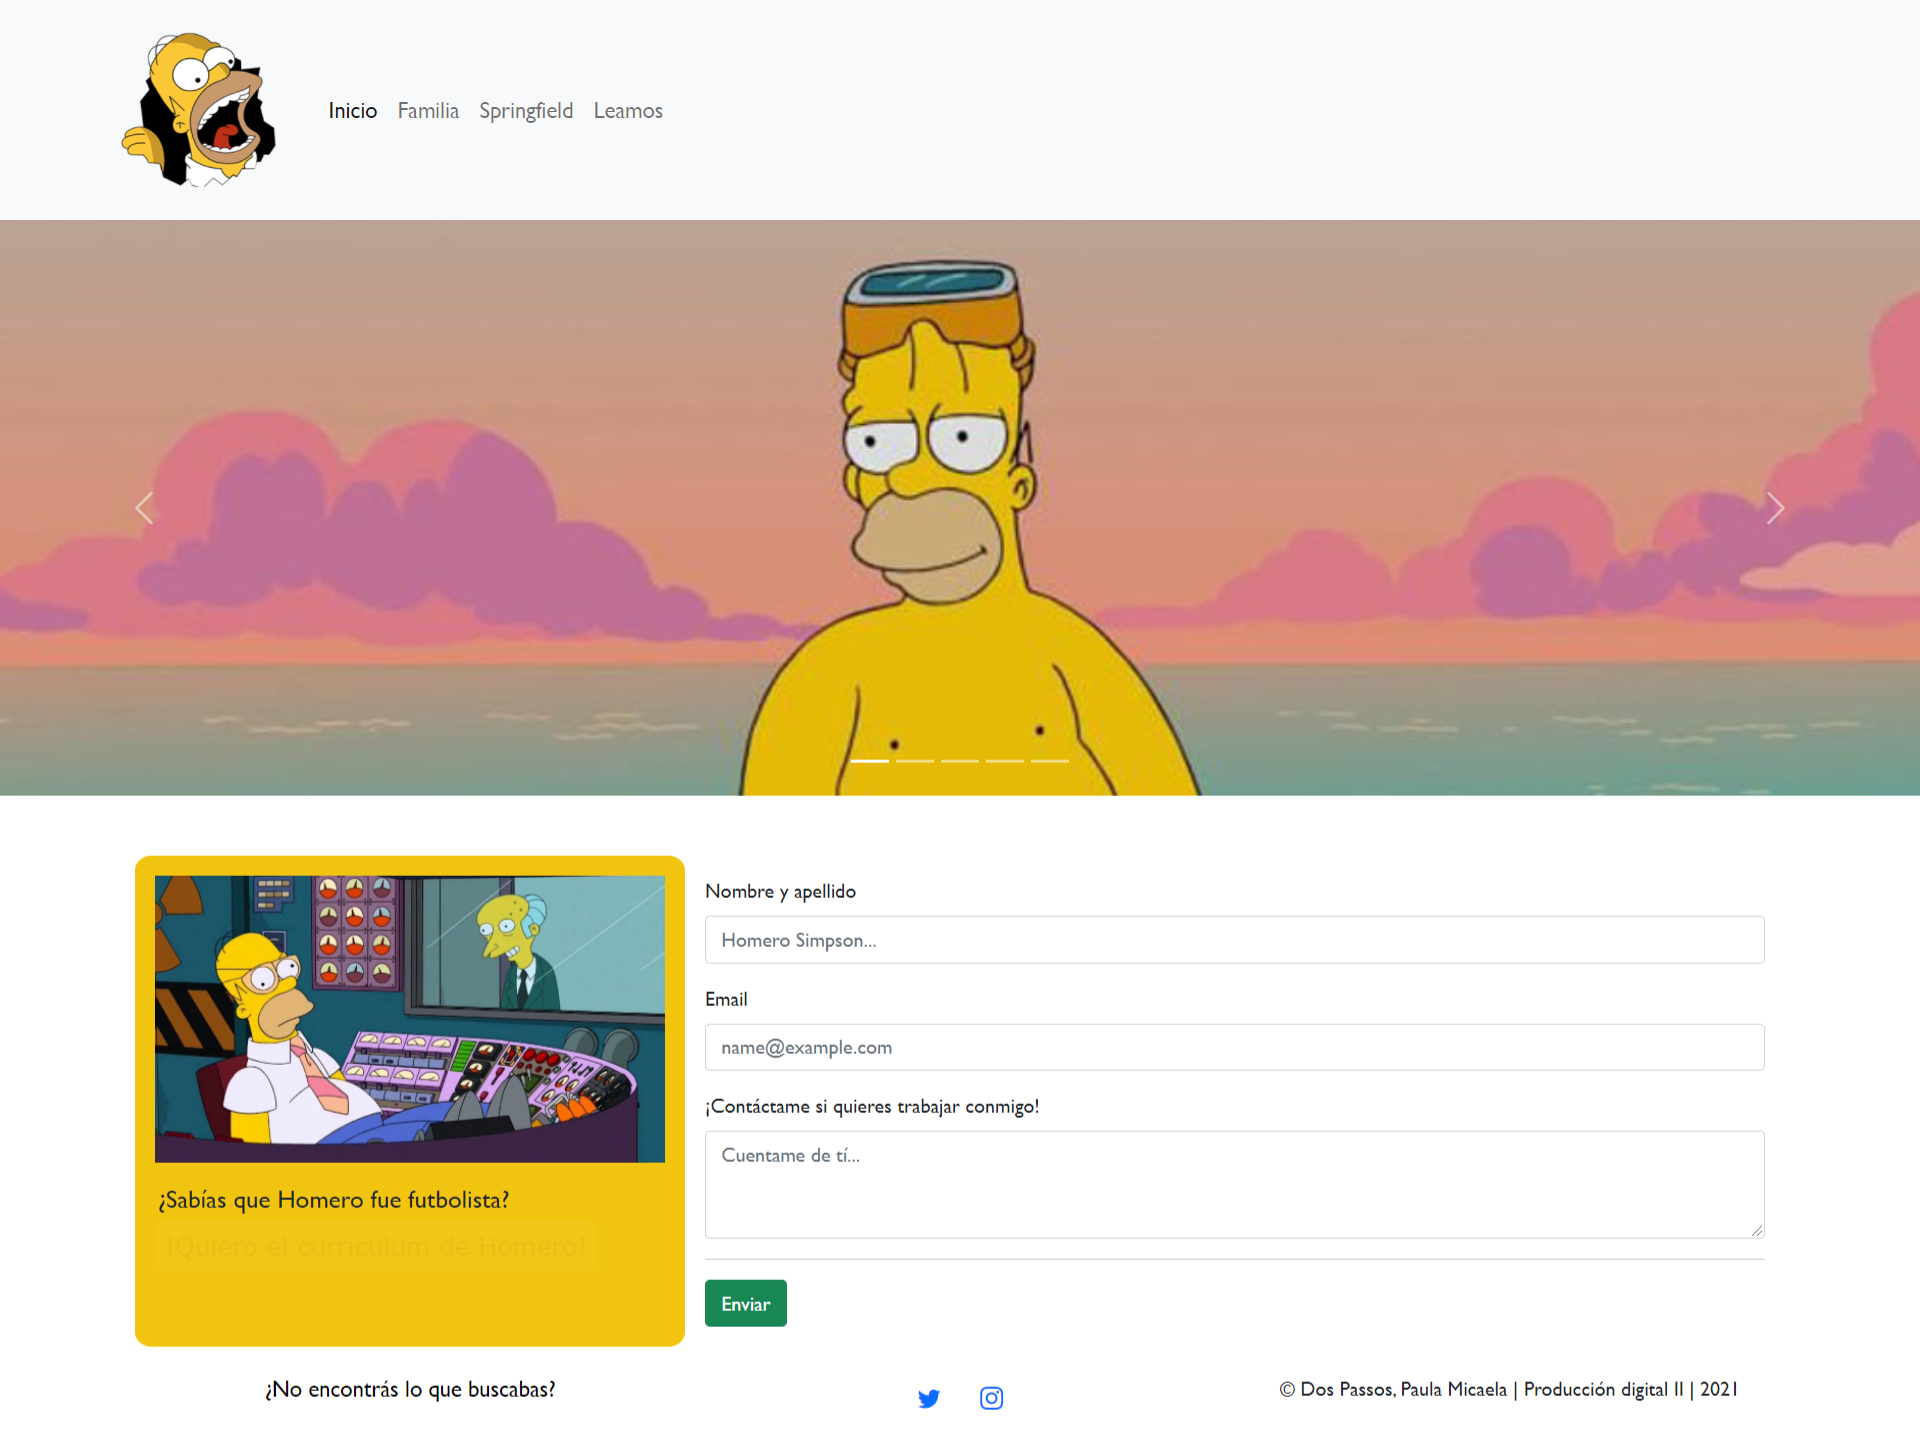 Inicio Familia Springfield Leamos
¿Sabías que Homero fue futbolista?
¡Quiero el curriculum de Homero!
Nombre y apellido
Homero Simpson...
Email
name@example.com
¡Contáctame si quieres trabajar conmigo!
Cuentame de tí...
Enviar
¿No encontrás lo que buscabas?
© Dos Passos, Paula Micaela | Producción digital II | 2021